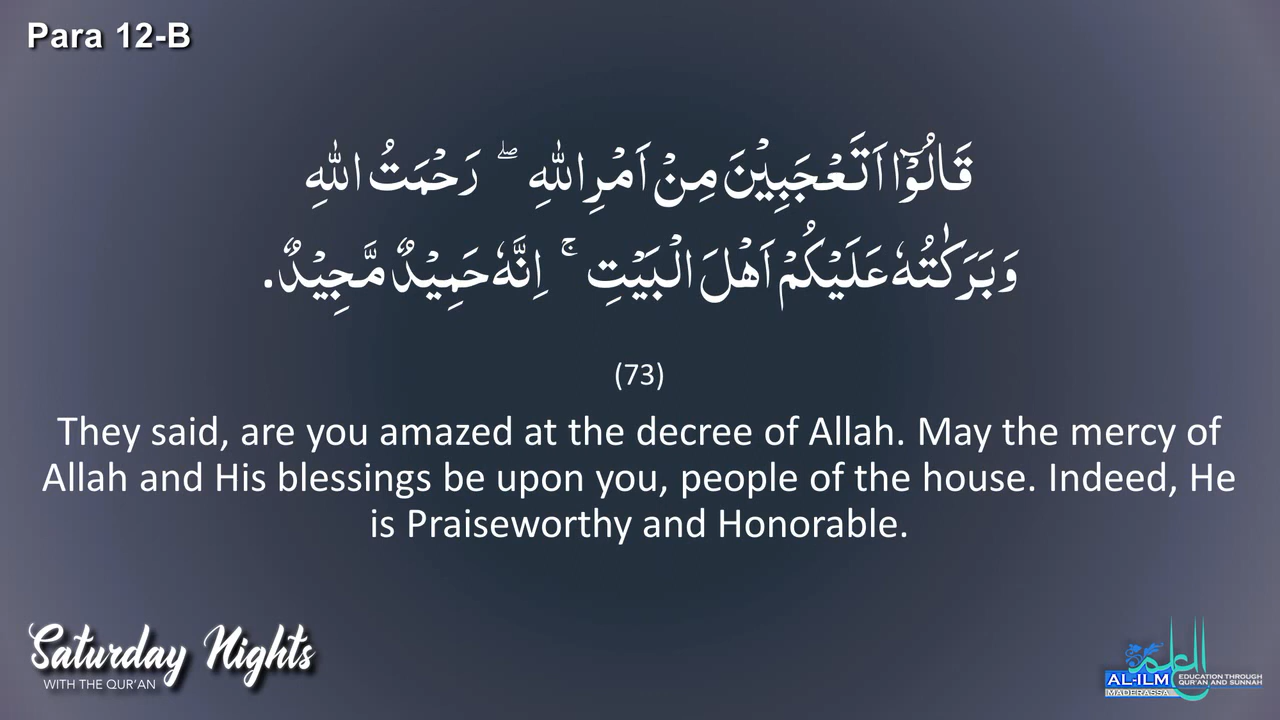 Para 12-B
قَالُوْۤا اَتَعْجَبِيْنَ مِنْ اَمْرِ اللّٰهِ ۖ رَحْمَتُ اللّٰهِ
وَبَرَكٰتُهٗ عَلَيْكُمْ اَهْلَ الْبَيْتِ ۚ اِنَّهٗ حَمِيْدٌ مَّجِيْدٌ.
(73)
They said, are you amazed at the decree of Allah. May the mercy of
Allah and His blessings be upon you, people of the house. Indeed, He
is Praiseworthy and Honorable.
Saturday Nights
WITH THE QUR'AN
العلم
AL-ILM
MADERASSA
EDUCATION THROUGH
QUR'AN AND SUNNAH